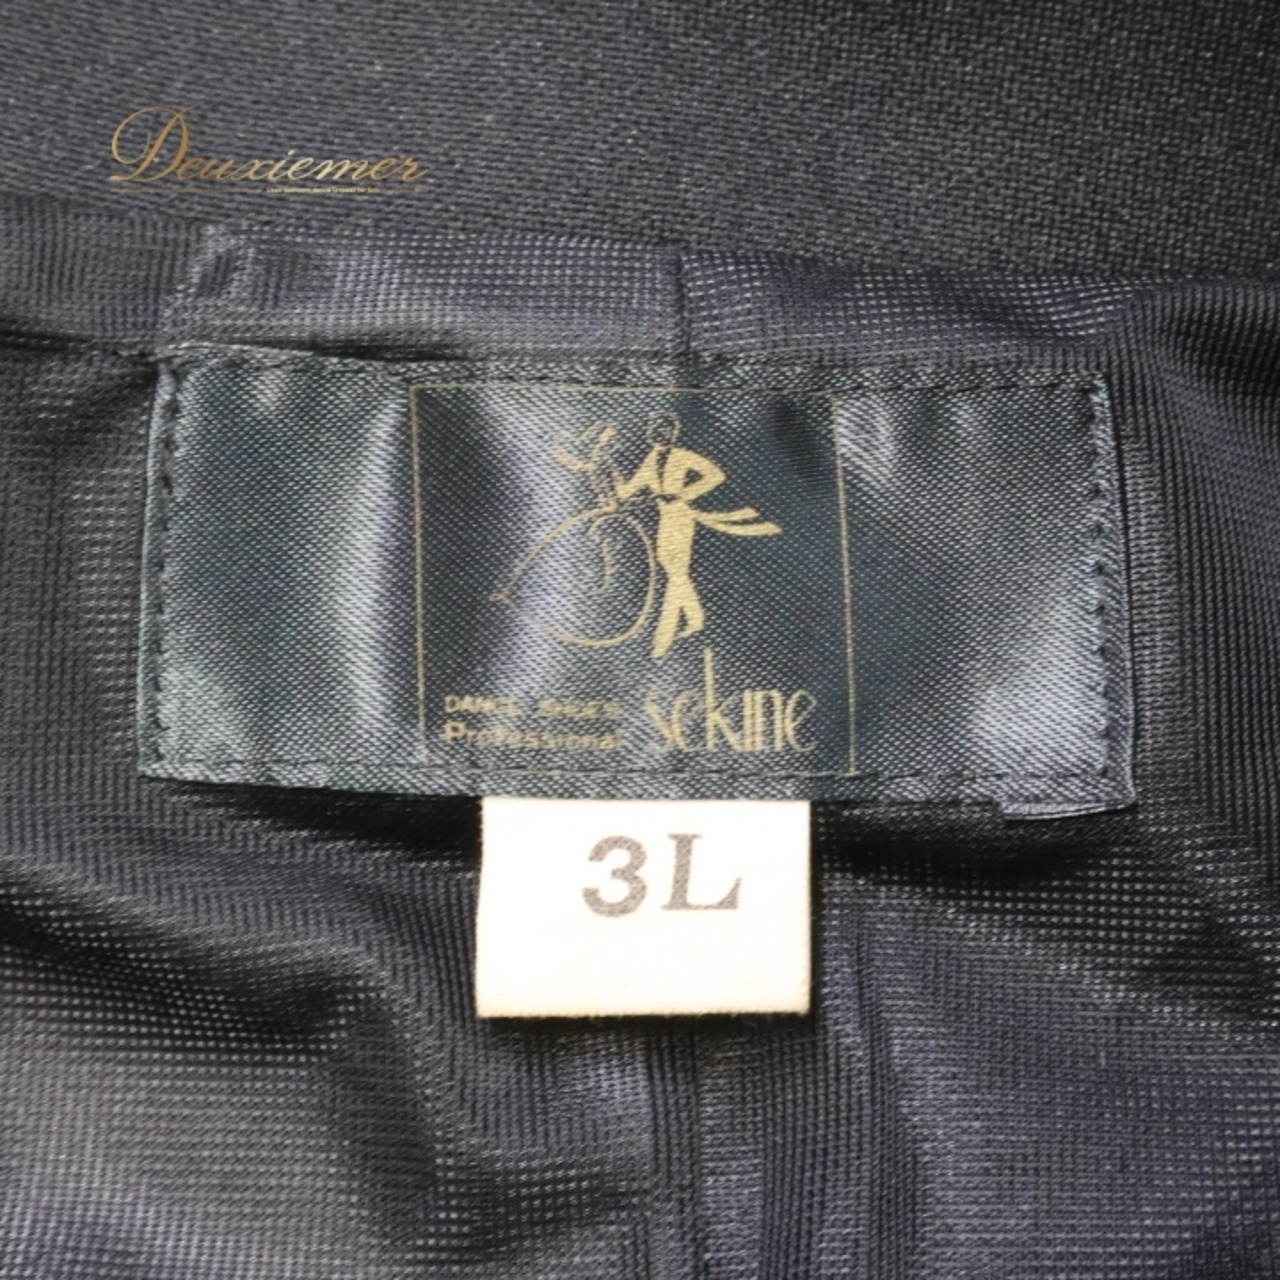 Deuxiemer
DANCE SHOES
Professional
sekine
3L